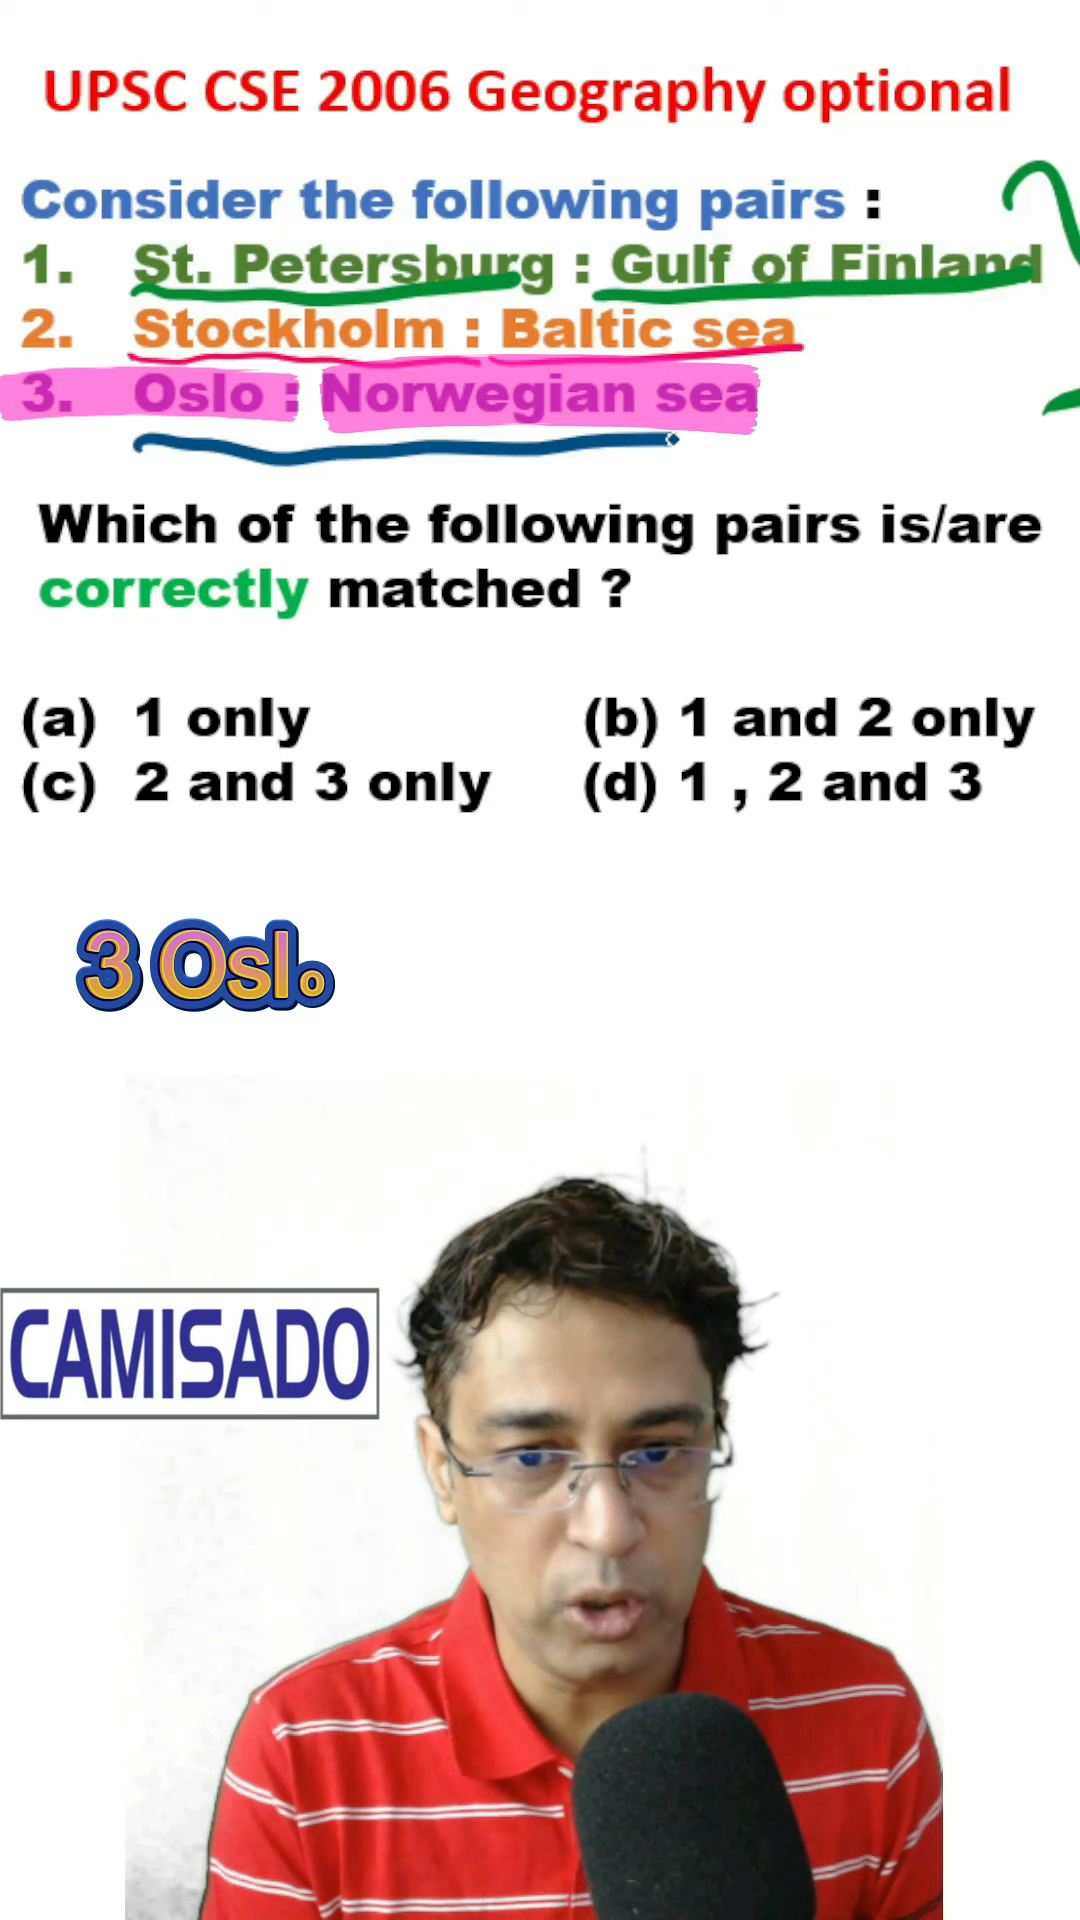 UPSC CSE 2006 Geography optional
Consider the following pairs :
1. St. Petersburg : Gulf of Finland
2. Stockholm : Baltic sea
3. Oslo : Norwegian sea
Which of the following pairs is/are
correctly matched ?
(a) 1 only (b) 1 and 2 only
(c) 2 and 3 only (d) 1 , 2 and 3
3 Oslo
CAMISADO